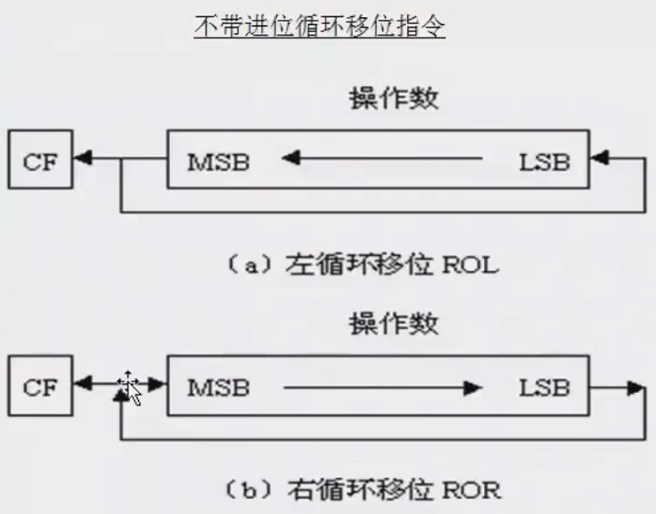 不带进位循环移位指令
操作数
CF MSB LSB
（a）左循环移位 ROL
操作数
CF MSB LSB
（b）右循环移位 ROR